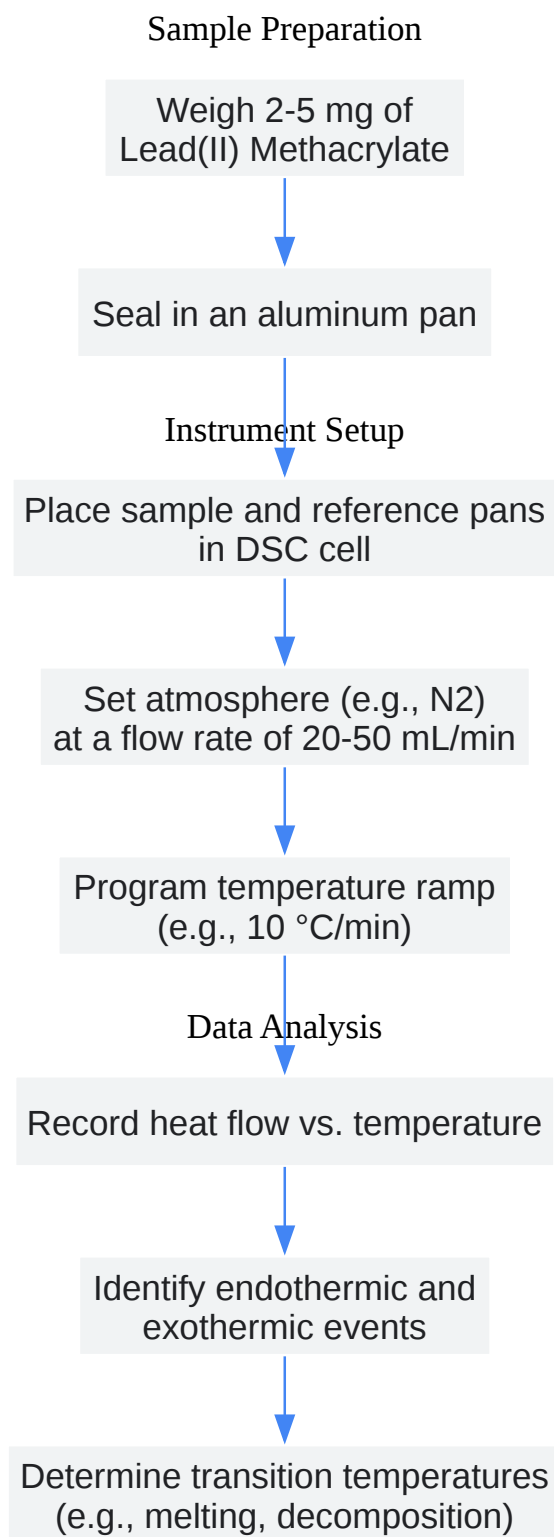 Sample Preparation
Weigh 2-5 mg of
Lead(II) Methacrylate
Seal in an aluminum pan
Instrument Setup
Place sample and reference pans
in DSC cell
Set atmosphere (e.g., N2)
at a flow rate of 20-50 mL/min
Program temperature ramp
(e.g., 10 °C/min)
Data Analysis
Record heat flow vs. temperature
Identify endothermic and
exothermic events
Determine transition temperatures
(e.g., melting, decomposition)